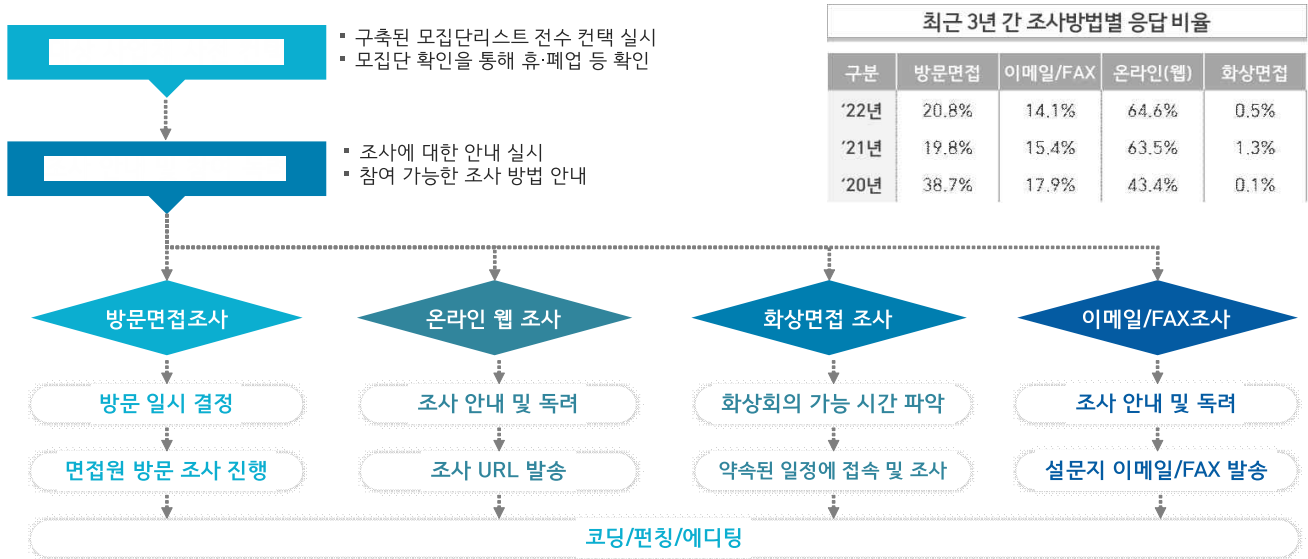 ▪ 구축된 모집단리스트 전수 컨택 실시
▪ 모집단 확인을 통해 휴·폐업 등 확인
▪ 조사에 대한 안내 실시
▪ 참여 가능한 조사 방법 안내
최근 3년 간 조사방법별 응답 비율
구분 방문면접 이메일/FAX 온라인(웹) 화상면접
‘22년 20.8% 14.1% 64.6% 0.5%
‘21년 19.8% 15.4% 63.5% 1.3%
‘20년 38.7% 17.9% 43.4% 0.1%
방문면접조사 온라인 웹 조사 화상면접 조사 이메일/FAX조사
방문 일시 결정 조사 안내 및 독려 화상회의 가능 시간 파악 조사 안내 및 독려
면접원 방문 조사 진행 조사 URL 발송 약속된 일정에 접속 및 조사 설문지 이메일/FAX 발송
코딩/펀칭/에디팅